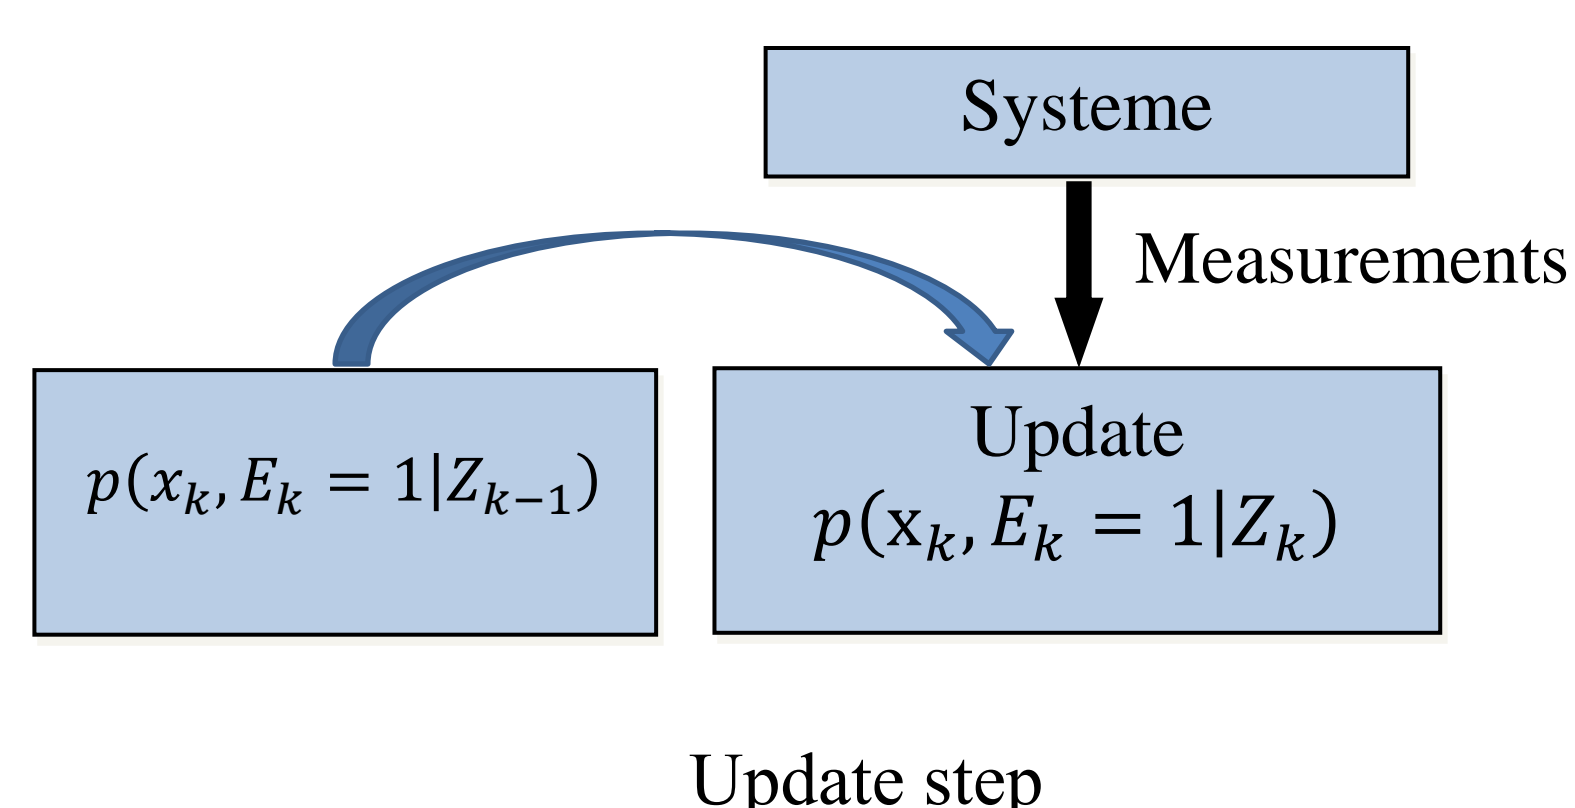 Systeme
Measurements
p(x_k, E_k = 1|Z_{k-1})
Update
p(x_k, E_k = 1|Z_k)
Update step